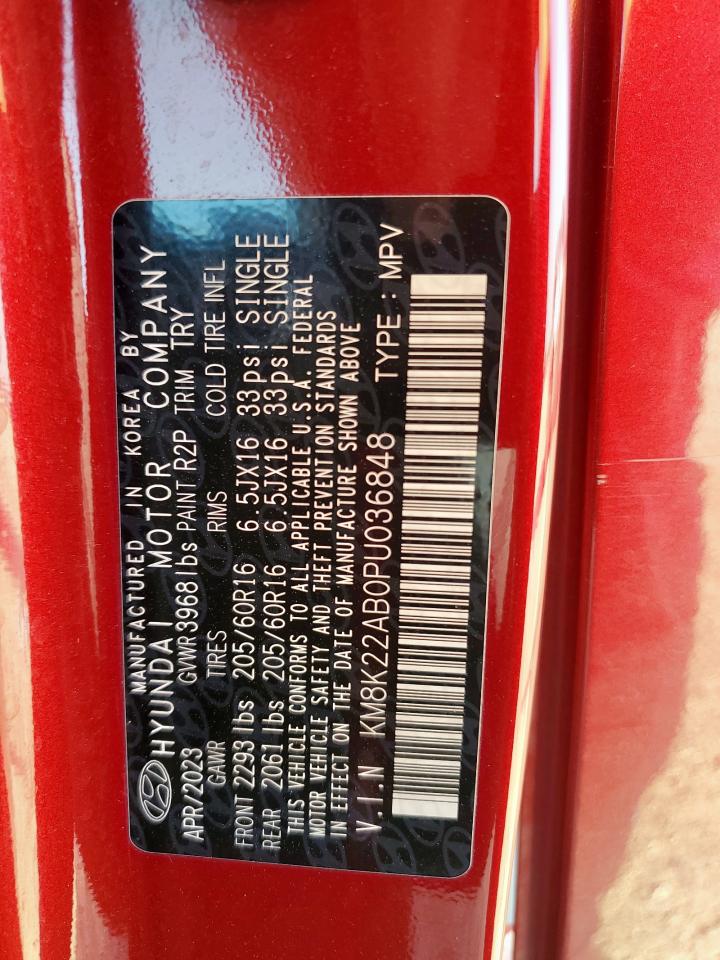 MANUFACTURED IN KOREA BY
HYUNDAI MOTOR COMPANY
APR/2023 GVWR 3968 lbs PAINT R2P TRIM TRY
GAWR TIRES RIMS COLD TIRE INFL
FRONT 2293 lbs 205/60R16 6.5JX16 33psi SINGLE
REAR 2061 lbs 205/60R16 6.5JX16 33psi SINGLE
THIS VEHICLE CONFORMS TO ALL APPLICABLE U.S.A. FEDERAL
MOTOR VEHICLE SAFETY AND THEFT PREVENTION STANDARDS
IN EFFECT ON THE DATE OF MANUFACTURE SHOWN ABOVE
V.I.N KM8K22AB0PU036848 TYPE : MPV